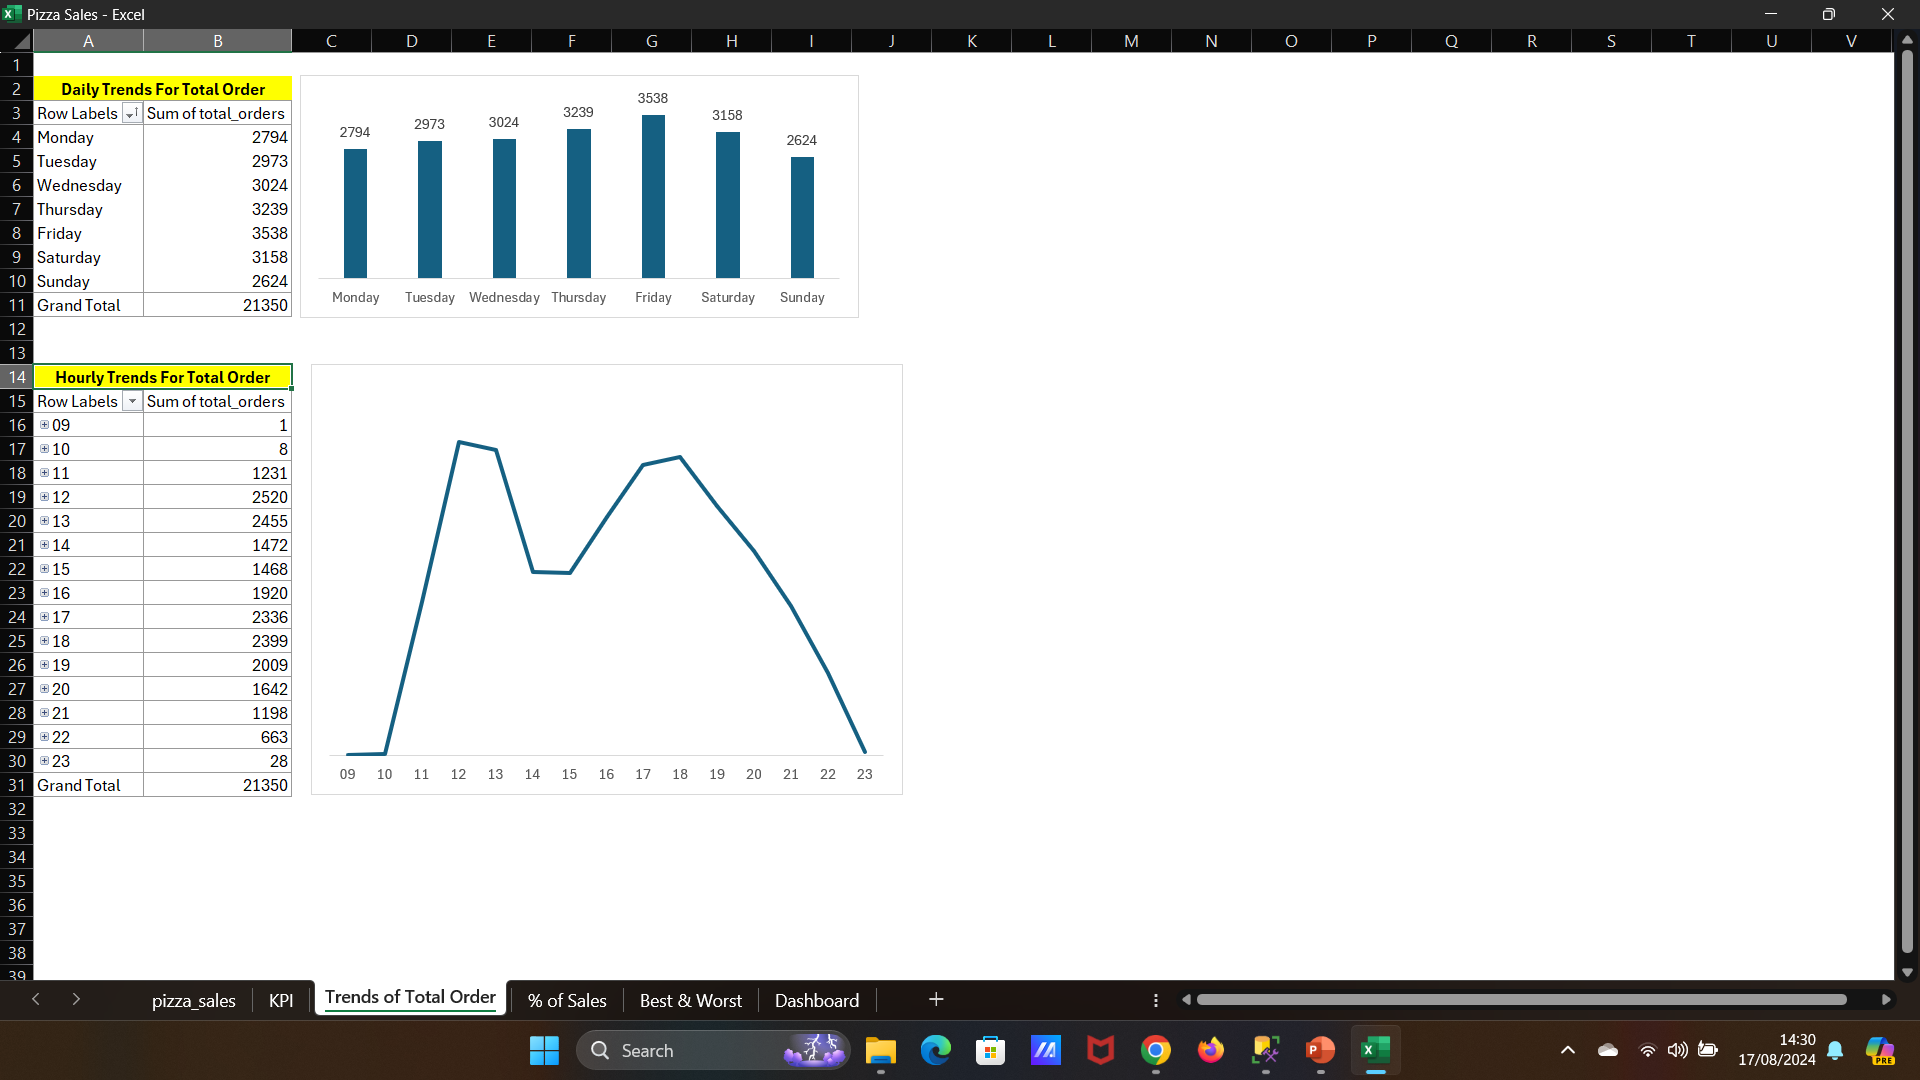 Pizza Sales - Excel
A B C D E F G H I J K L M N O P Q R S T U V
1
2 Daily Trends For Total Order
3 Row Labels Sum of total_orders
4 Monday 2794
5 Tuesday 2973
6 Wednesday 3024
7 Thursday 3239
8 Friday 3538
9 Saturday 3158
10 Sunday 2624
11 Grand Total 21350
2794 2973 3024 3239 3538 3158 2624
Monday Tuesday Wednesday Thursday Friday Saturday Sunday
12
13
14 Hourly Trends For Total Order
15 Row Labels Sum of total_orders
16 09 1
17 10 8
18 11 1231
19 12 2520
20 13 2455
21 14 1472
22 15 1468
23 16 1920
24 17 2336
25 18 2399
26 19 2009
27 20 1642
28 21 1198
29 22 663
30 23 28
31 Grand Total 21350
09 10 11 12 13 14 15 16 17 18 19 20 21 22 23
32
33
34
35
36
37
38
39
pizza_sales KPI Trends of Total Order % of Sales Best & Worst Dashboard
Search
14:30
17/08/2024
PRE